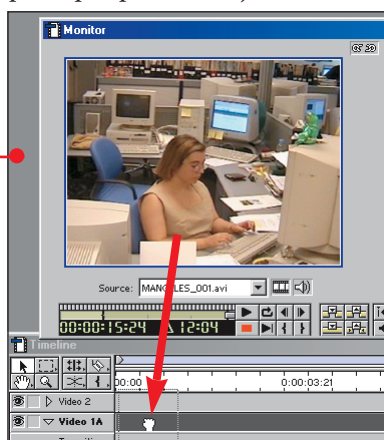 Monitor
Source: MANGLES_001.avi
00:00:15:24 Δ 12:04
Timeline
00:00 0:00:03:21
Video 2
Video 1A